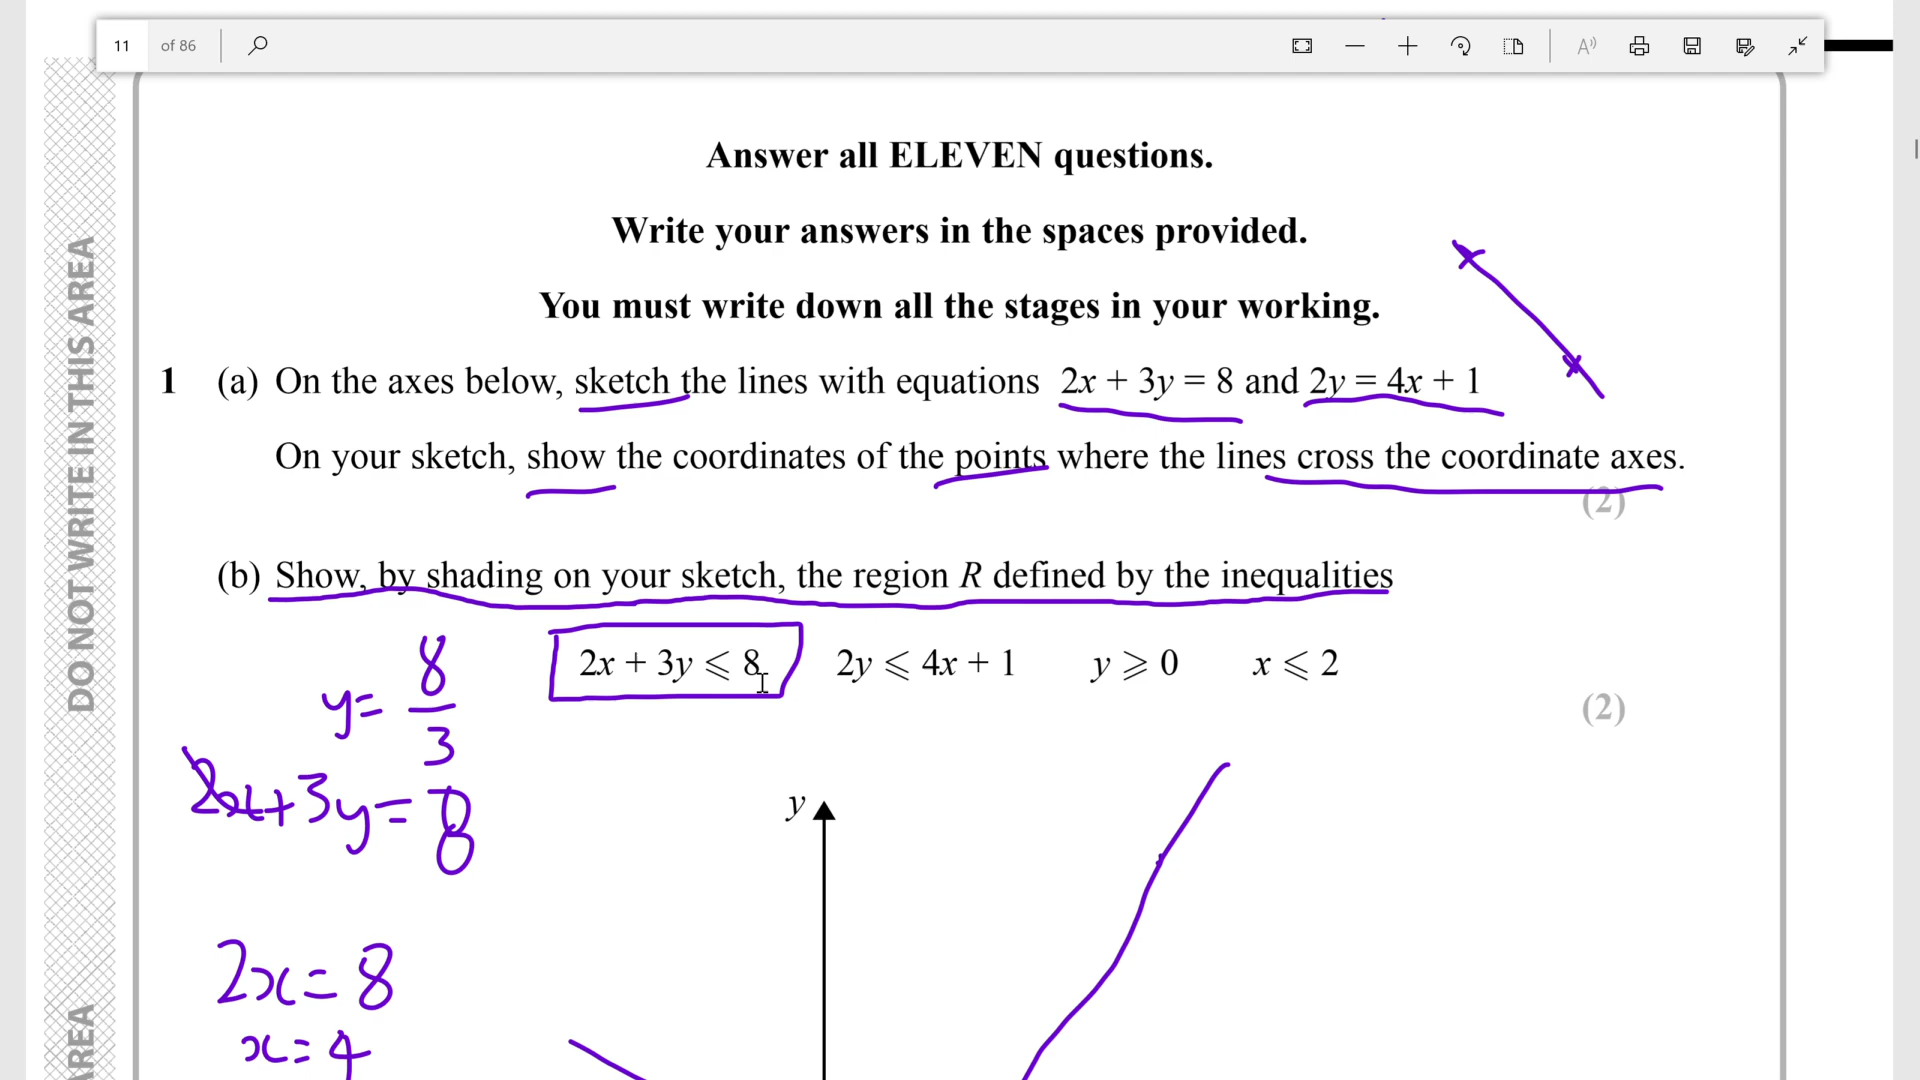 11 of 86
Answer all ELEVEN questions.
Write your answers in the spaces provided.
You must write down all the stages in your working.
1 (a) On the axes below, sketch the lines with equations 2x + 3y = 8 and 2y = 4x + 1
On your sketch, show the coordinates of the points where the lines cross the coordinate axes.
(2)
(b) Show, by shading on your sketch, the region R defined by the inequalities
2x + 3y ⩽ 8 2y ⩽ 4x + 1 y ⩾ 0 x ⩽ 2
(2)
y = 8/3
2x + 3y = 8
y
2x = 8
x = 4
DO NOT WRITE IN THIS AREA
AREA